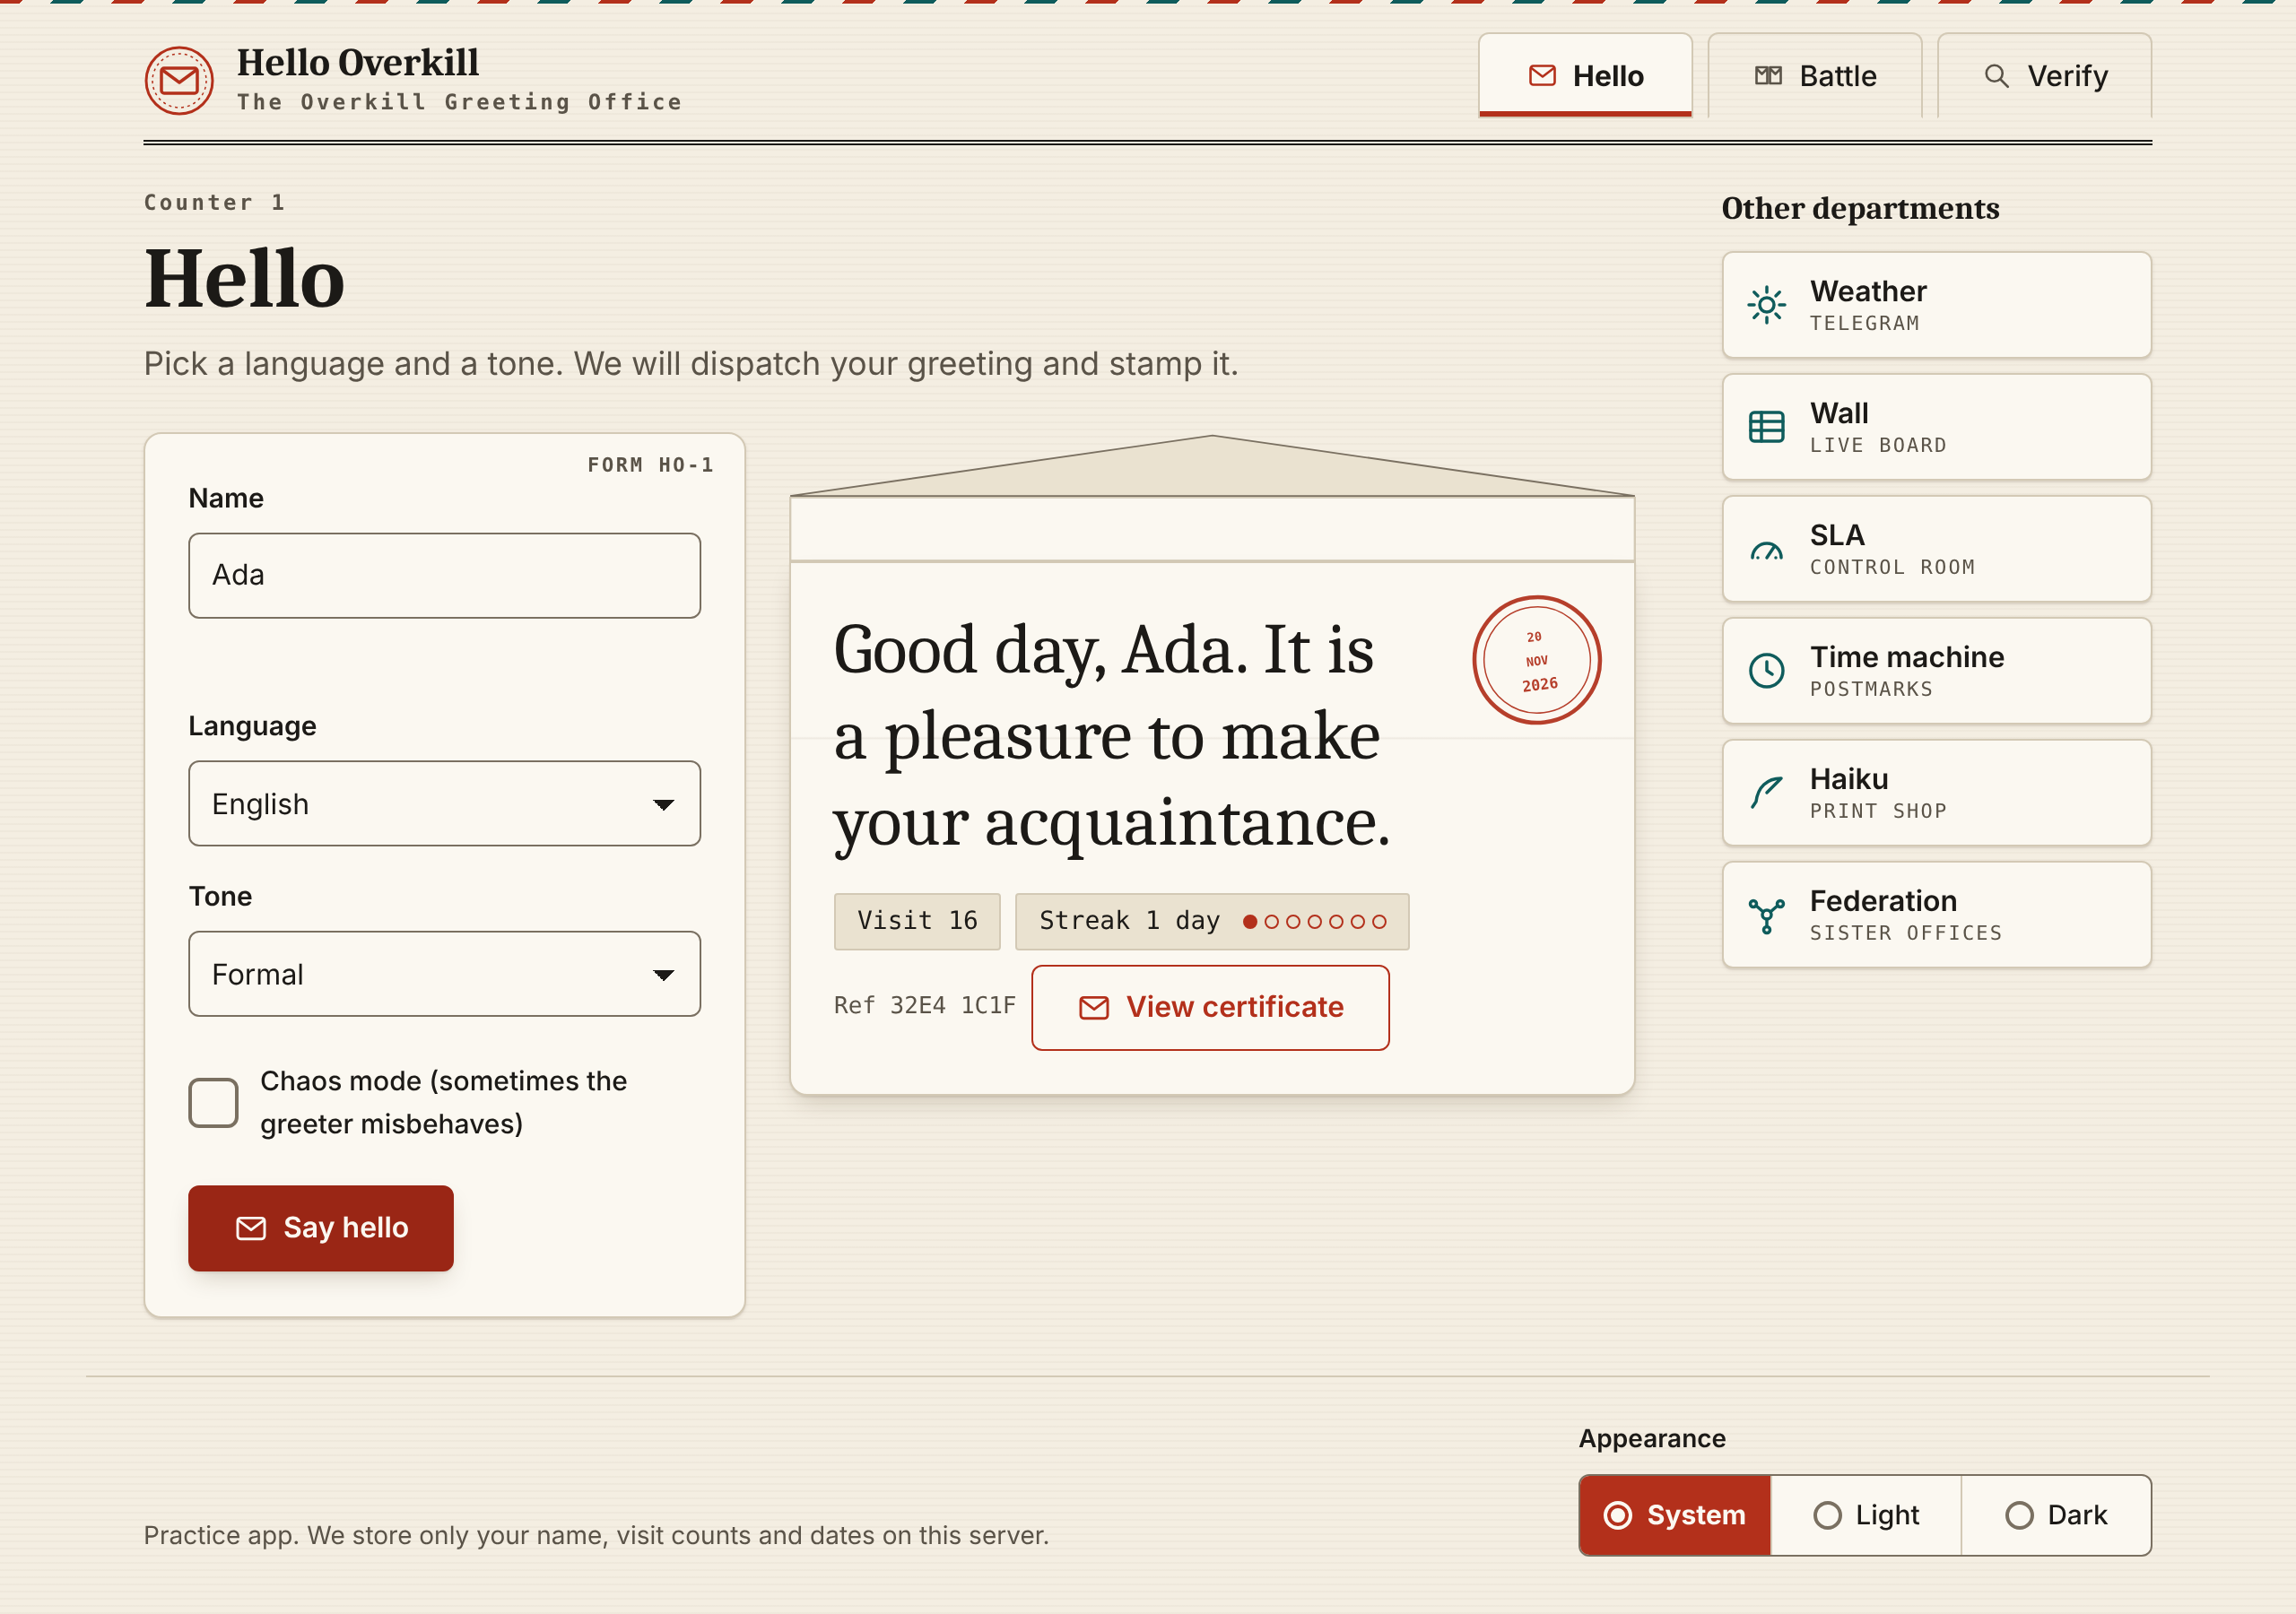 Hello Overkill
The Overkill Greeting Office
Hello
Battle
Verify
Counter 1
Hello
Pick a language and a tone. We will dispatch your greeting and stamp it.
FORM HO-1
Name
Ada
Language
English
Tone
Formal
Chaos mode (sometimes the
greeter misbehaves)
Say hello
Good day, Ada. It is
a pleasure to make
your acquaintance.
20
NOV
2026
Visit 16
Streak 1 day
Ref 32E4 1C1F
View certificate
Other departments
Weather
TELEGRAM
Wall
LIVE BOARD
SLA
CONTROL ROOM
Time machine
POSTMARKS
Haiku
PRINT SHOP
Federation
SISTER OFFICES
Practice app. We store only your name, visit counts and dates on this server.
Appearance
System
Light
Dark